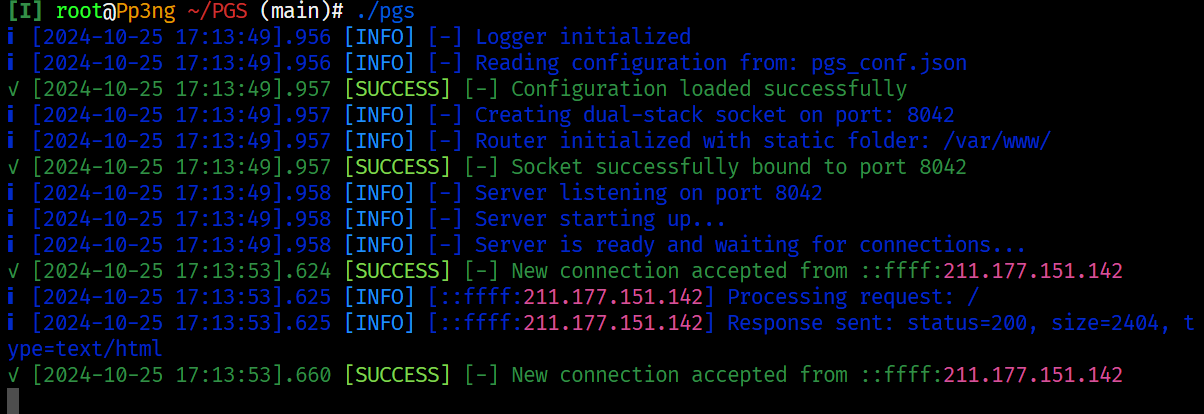 [I] root@Pp3ng ~/PGS (main)# ./pgs
i [2024-10-25 17:13:49].956 [INFO] [-] Logger initialized
i [2024-10-25 17:13:49].956 [INFO] [-] Reading configuration from: pgs_conf.json
√ [2024-10-25 17:13:49].957 [SUCCESS] [-] Configuration loaded successfully
i [2024-10-25 17:13:49].957 [INFO] [-] Creating dual-stack socket on port: 8042
i [2024-10-25 17:13:49].957 [INFO] [-] Router initialized with static folder: /var/www/
√ [2024-10-25 17:13:49].957 [SUCCESS] [-] Socket successfully bound to port 8042
i [2024-10-25 17:13:49].958 [INFO] [-] Server listening on port 8042
i [2024-10-25 17:13:49].958 [INFO] [-] Server starting up...
i [2024-10-25 17:13:49].958 [INFO] [-] Server is ready and waiting for connections...
√ [2024-10-25 17:13:53].624 [SUCCESS] [-] New connection accepted from ::ffff:211.177.151.142
i [2024-10-25 17:13:53].625 [INFO] [::ffff:211.177.151.142] Processing request: /
i [2024-10-25 17:13:53].625 [INFO] [::ffff:211.177.151.142] Response sent: status=200, size=2404, t
ype=text/html
√ [2024-10-25 17:13:53].660 [SUCCESS] [-] New connection accepted from ::ffff:211.177.151.142